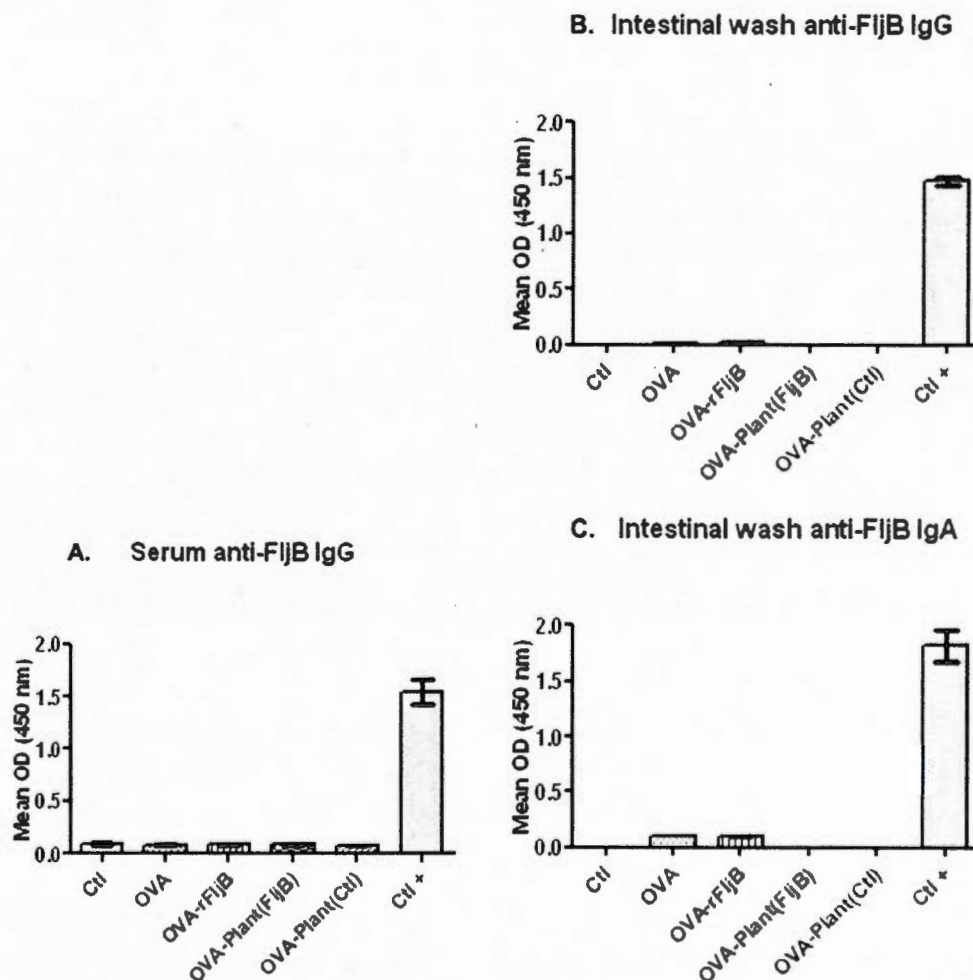 B. Intestinal wash anti-FljB IgG
Mean OD (450 nm)
2.0
1.5
1.0
0.5
0.0
Ctl
OVA
OVA-rFljB
OVA-Plant(FljB)
OVA-Plant(Ctl)
Ctl +
A. Serum anti-FljB IgG
Mean OD (450 nm)
2.0
1.5
1.0
0.5
0.0
Ctl
OVA
OVA-rFljB
OVA-Plant(FljB)
OVA-Plant(Ctl)
Ctl +
C. Intestinal wash anti-FljB IgA
Mean OD (450 nm)
2.0
1.5
1.0
0.5
0.0
Ctl
OVA
OVA-rFljB
OVA-Plant(FljB)
OVA-Plant(Ctl)
Ctl +